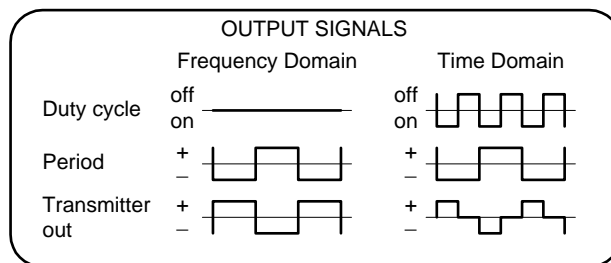 OUTPUT SIGNALS
Frequency Domain Time Domain
Duty cycle off off
on on
Period + +
– –
Transmitter + +
out – –